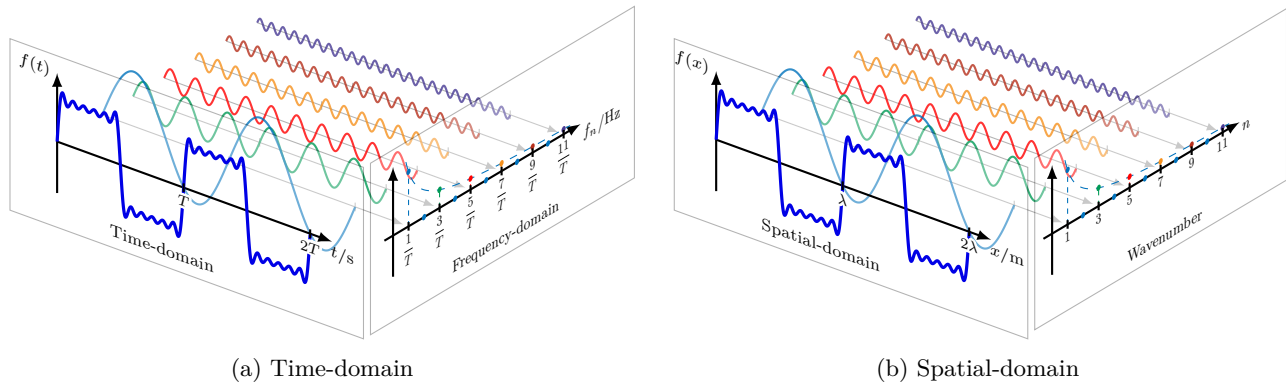 f(t)
T
2T
t/s
Time-domain
1/T
3/T
5/T
7/T
9/T
11/T
f_n/Hz
Frequency-domain
(a) Time-domain
f(x)
λ
2λ
x/m
Spatial-domain
1
3
5
7
9
11
n
Wavenumber
(b) Spatial-domain